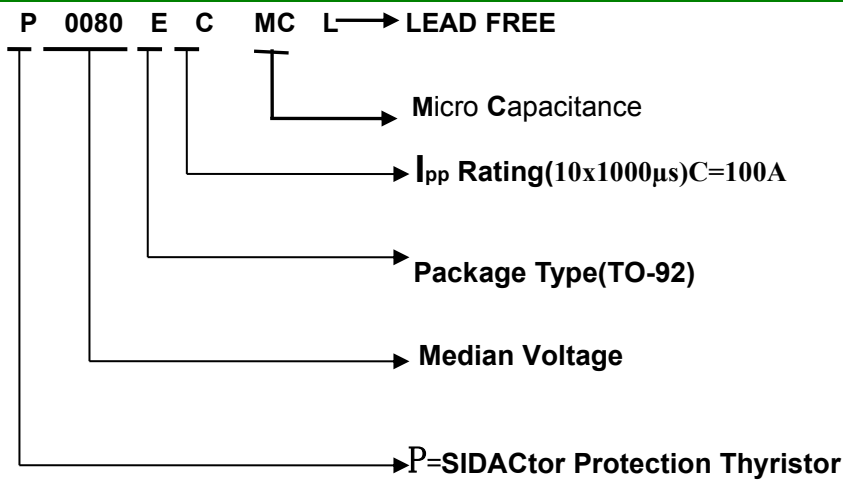 P 0080 E C MC L LEAD FREE
Micro Capacitance
Ipp Rating(10x1000μs)C=100A
Package Type(TO-92)
Median Voltage
P=SIDACtor Protection Thyristor